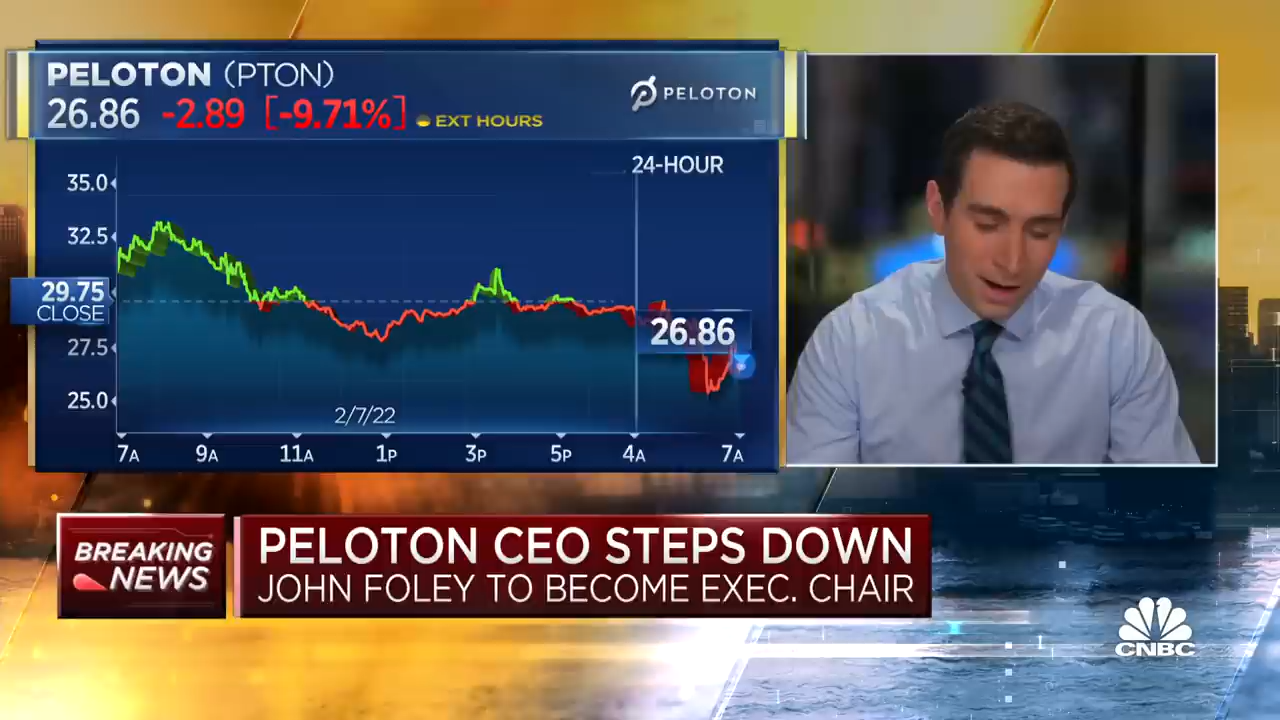 PELOTON (PTON)
26.86 -2.89 [-9.71%] EXT HOURS
PELOTON
24-HOUR
35.0
32.5
29.75
CLOSE
27.5
25.0
26.86
2/7/22
7A 9A 11A 1P 3P 5P 4A 7A
BREAKING
NEWS
PELOTON CEO STEPS DOWN
JOHN FOLEY TO BECOME EXEC. CHAIR
CNBC